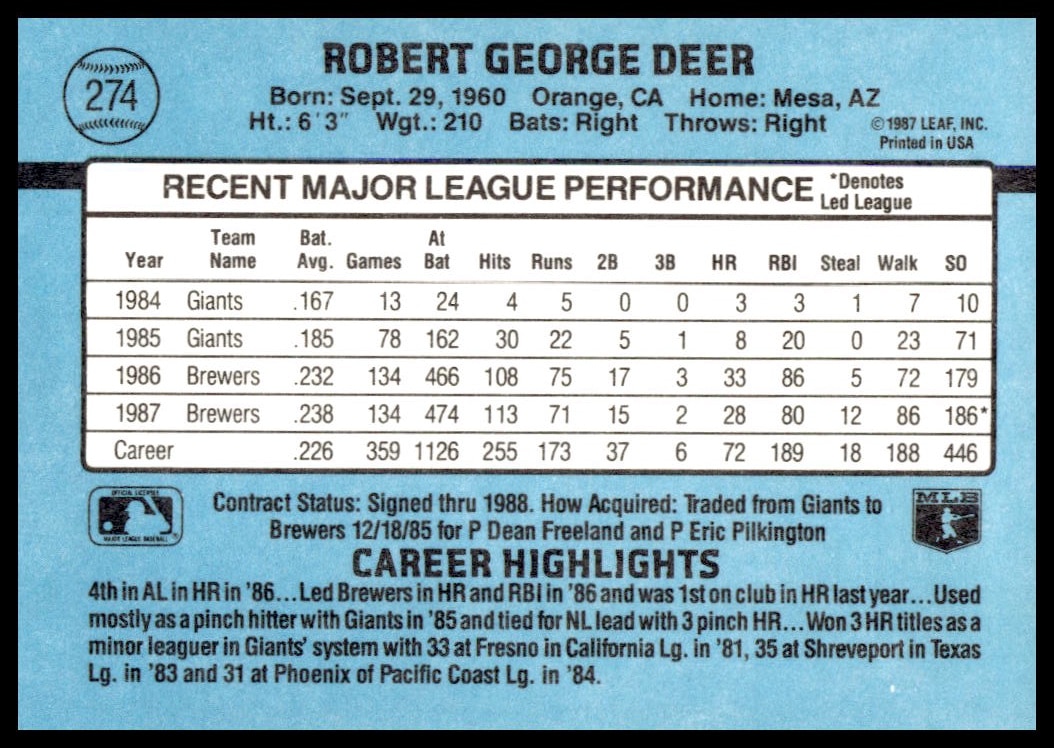 274
ROBERT GEORGE DEER
Born: Sept. 29, 1960 Orange, CA Home: Mesa, AZ
Ht.: 6'3" Wgt.: 210 Bats: Right Throws: Right
©1987 LEAF, INC.
Printed in USA
RECENT MAJOR LEAGUE PERFORMANCE *Denotes Led League
Year Team Name Bat. Avg. Games At Bat Hits Runs 2B 3B HR RBI Steal Walk SO
1984 Giants .167 13 24 4 5 0 0 3 3 1 7 10
1985 Giants .185 78 162 30 22 5 1 8 20 0 23 71
1986 Brewers .232 134 466 108 75 17 3 33 86 5 72 179
1987 Brewers .238 134 474 113 71 15 2 28 80 12 86 186*
Career .226 359 1126 255 173 37 6 72 189 18 188 446
OFFICIAL LICENSEE
MAJOR LEAGUE BASEBALL
®
Contract Status: Signed thru 1988. How Acquired: Traded from Giants to
Brewers 12/18/85 for P Dean Freeland and P Eric Pilkington
MLB
CAREER HIGHLIGHTS
4th in AL in HR in '86...Led Brewers in HR and RBI in '86 and was 1st on club in HR last year...Used
mostly as a pinch hitter with Giants in '85 and tied for NL lead with 3 pinch HR...Won 3 HR titles as a
minor leaguer in Giants' system with 33 at Fresno in California Lg. in '81, 35 at Shreveport in Texas
Lg. in '83 and 31 at Phoenix of Pacific Coast Lg. in '84.